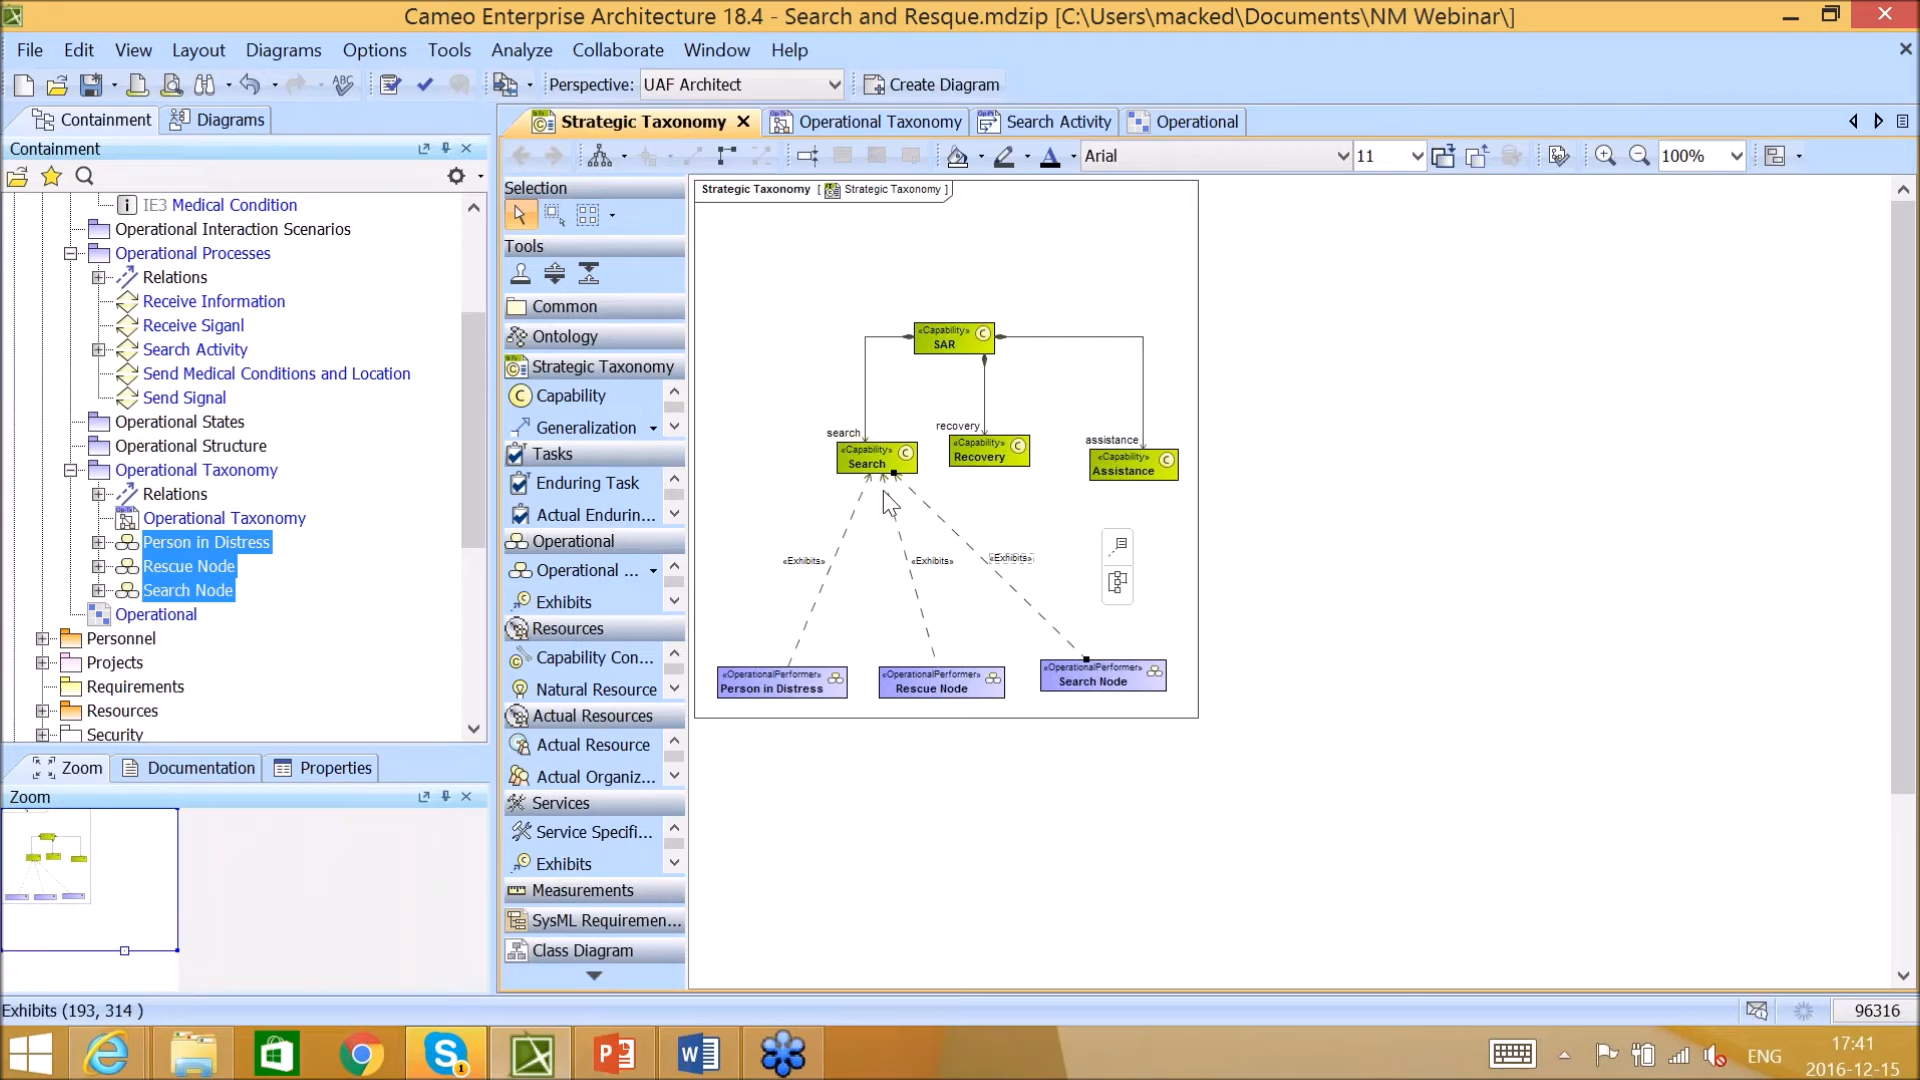 Cameo Enterprise Architecture 18.4 - Search and Resque.mdzip [C:\Users\macked\Documents\NM Webinar\]
File Edit View Layout Diagrams Options Tools Analyze Collaborate Window Help
Perspective: UAF Architect Create Diagram
Containment Diagrams
Strategic Taxonomy Operational Taxonomy Search Activity Operational
Containment
Arial 11 100%
IE3 Medical Condition
Operational Interaction Scenarios
Operational Processes
Relations
Receive Information
Receive Siganl
Search Activity
Send Medical Conditions and Location
Send Signal
Operational States
Operational Structure
Operational Taxonomy
Relations
Operational Taxonomy
Person in Distress
Rescue Node
Search Node
Operational
Personnel
Projects
Requirements
Resources
Security
Zoom Documentation Properties
Zoom
Selection
Tools
Common
Ontology
Strategic Taxonomy
Capability
Generalization
Tasks
Enduring Task
Actual Endurin...
Operational
Operational ...
Exhibits
Resources
Capability Con...
Natural Resource
Actual Resources
Actual Resource
Actual Organiz...
Services
Service Specifi...
Exhibits
Measurements
SysML Requiremen...
Class Diagram
Strategic Taxonomy [ Strategic Taxonomy ]
«Capability»
SAR
search
«Capability»
Search
recovery
«Capability»
Recovery
assistance
«Capability»
Assistance
«Exhibits»
«Exhibits»
«Exhibits»
«OperationalPerformer»
Person in Distress
«OperationalPerformer»
Rescue Node
«OperationalPerformer»
Search Node
Exhibits (193, 314 )
96316
ENG
17:41
2016-12-15